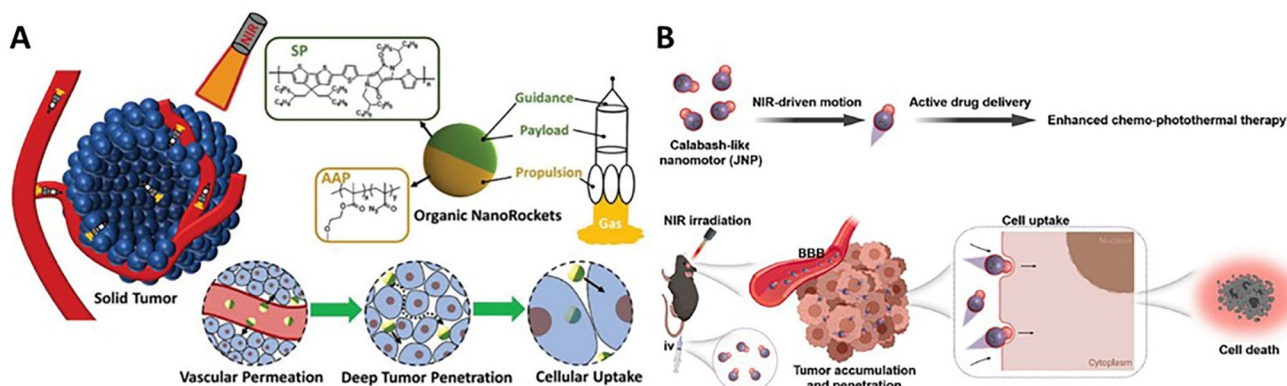 A
NIR
SP
Guidance
Payload
Propulsion
AAP
Organic NanoRockets
Gas
Solid Tumor
Vascular Permeation
Deep Tumor Penetration
Cellular Uptake
B
NIR-driven motion
Active drug delivery
Enhanced chemo-photothermal therapy
Calabash-like
nanomotor (JNP)
NIR irradiation
BBB
Cell uptake
Nucleus
iv
Tumor accumulation
and penetration
Cytoplasm
Cell death